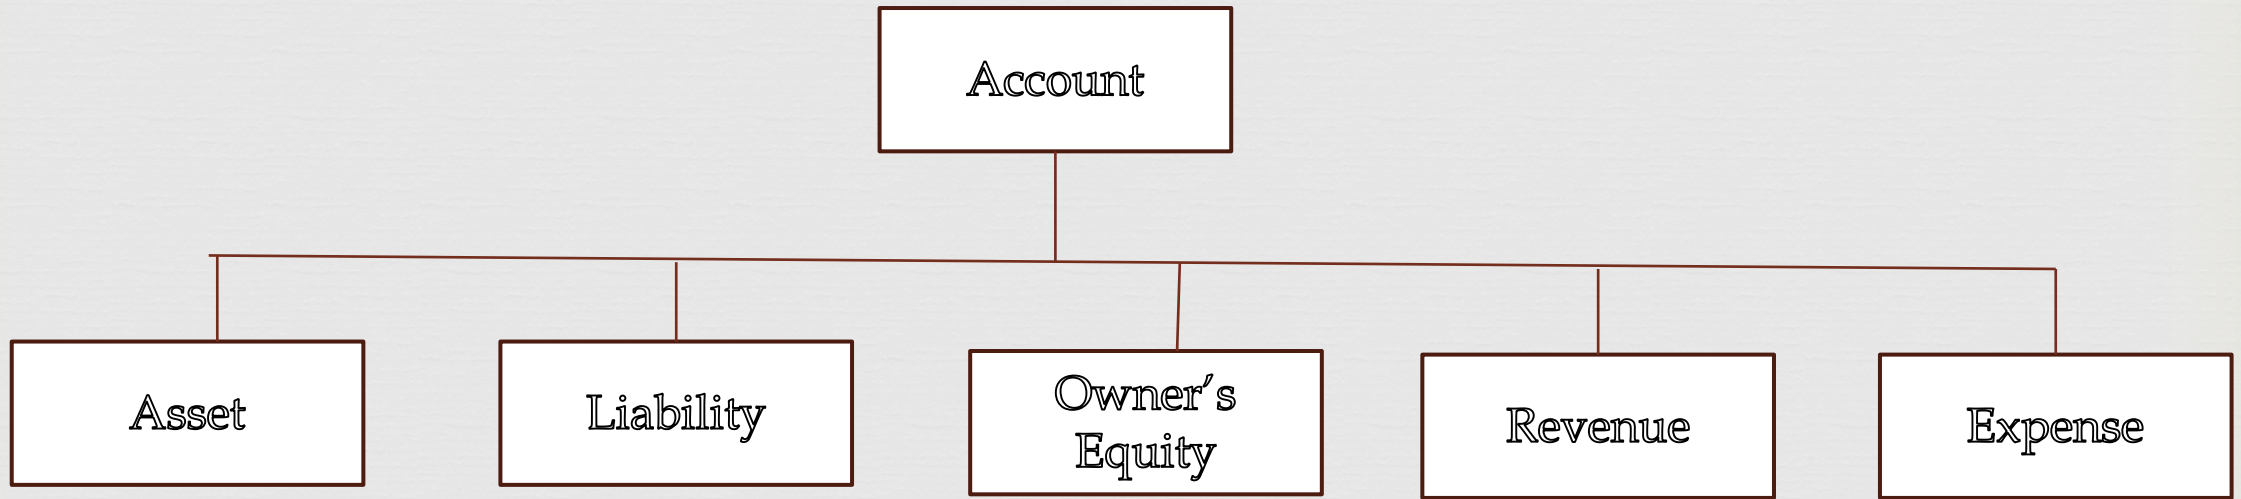 Account
Asset
Liability
Owner´s
Equity
Revenue
Expense